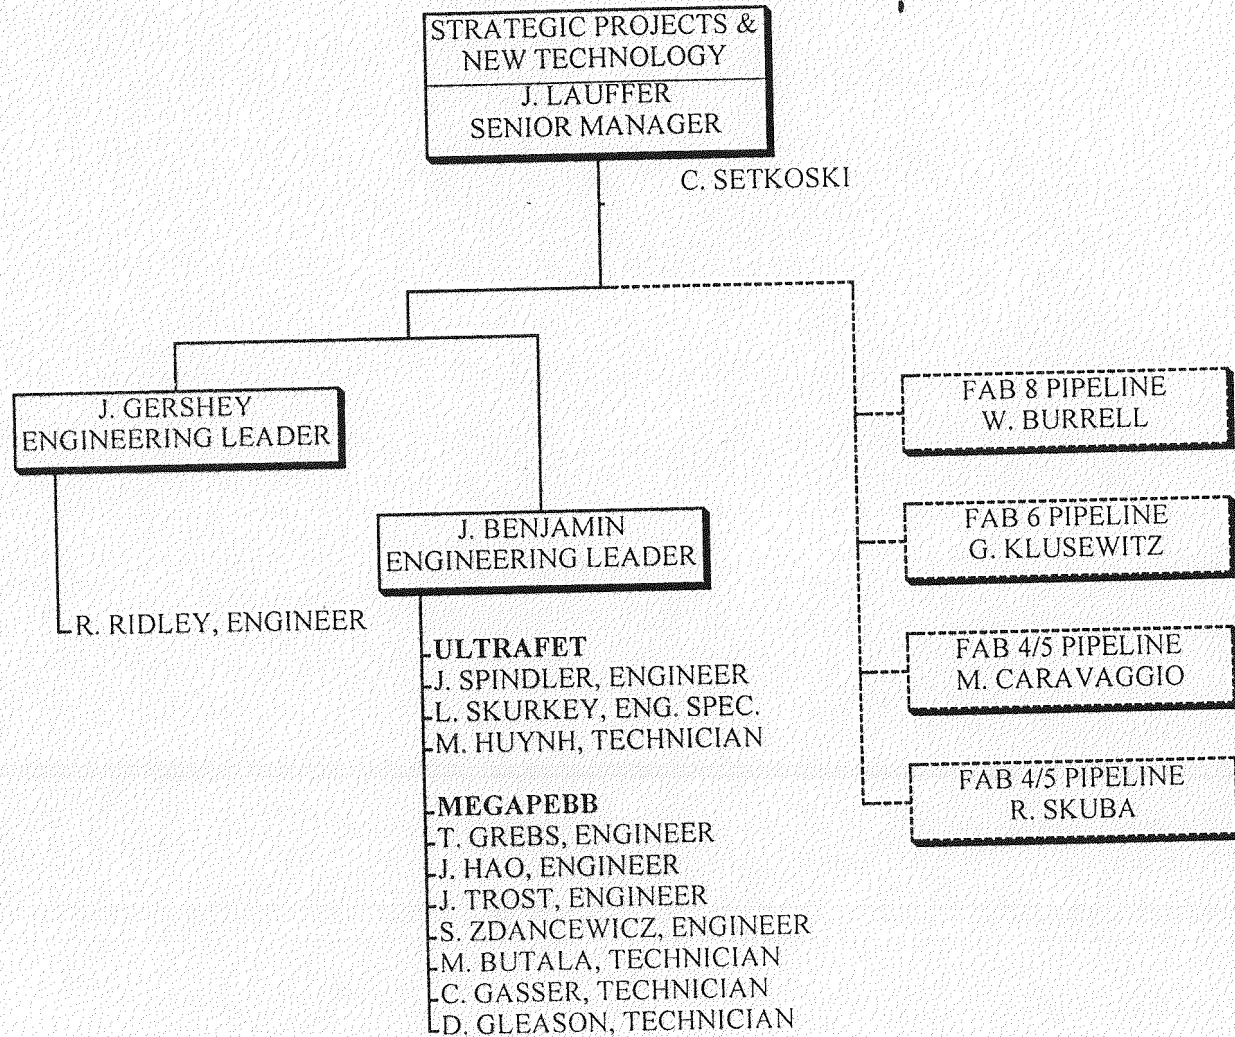 STRATEGIC PROJECTS &
NEW TECHNOLOGY
J. LAUFFER
SENIOR MANAGER
C. SETKOSKI
J. GERSHEY
ENGINEERING LEADER
R. RIDLEY, ENGINEER
J. BENJAMIN
ENGINEERING LEADER
ULTRAFET
J. SPINDLER, ENGINEER
L. SKURKEY, ENG. SPEC.
M. HUYNH, TECHNICIAN
MEGAPEBB
T. GREBS, ENGINEER
J. HAO, ENGINEER
J. TROST, ENGINEER
S. ZDANCEWICZ, ENGINEER
M. BUTALA, TECHNICIAN
C. GASSER, TECHNICIAN
D. GLEASON, TECHNICIAN
FAB 8 PIPELINE
W. BURRELL
FAB 6 PIPELINE
G. KLUSEWITZ
FAB 4/5 PIPELINE
M. CARAVAGGIO
FAB 4/5 PIPELINE
R. SKUBA